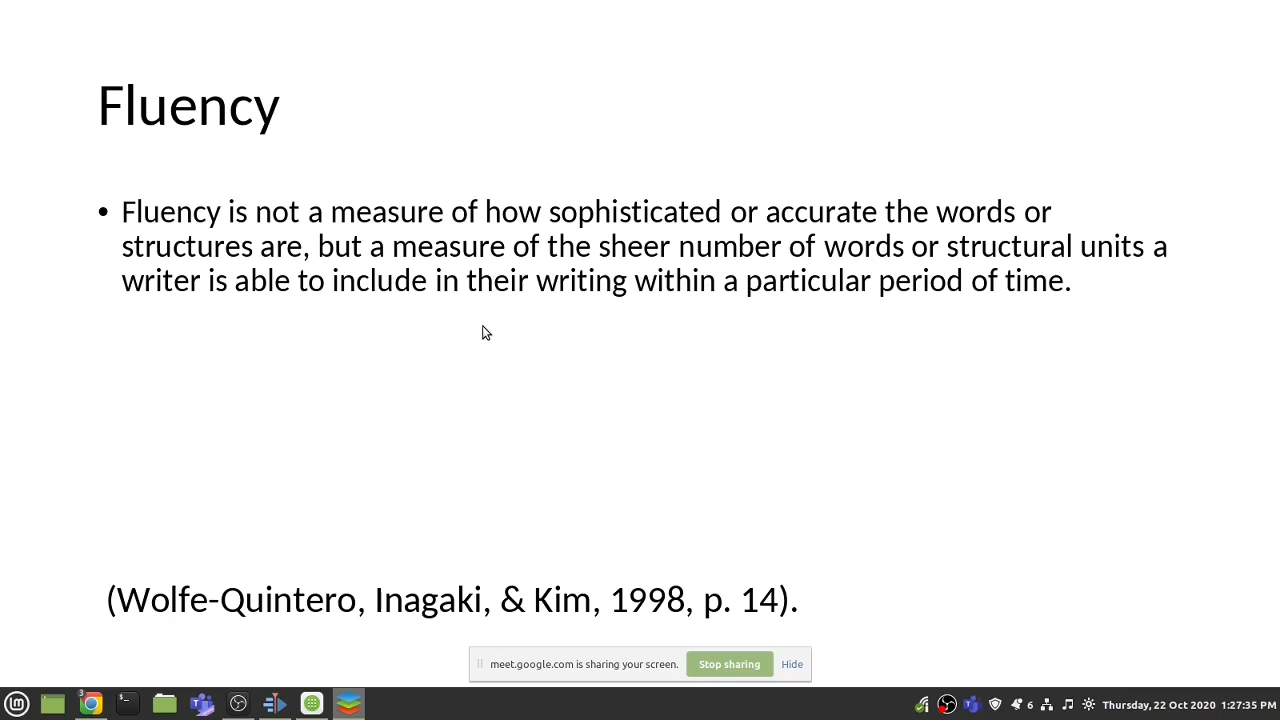 Fluency
• Fluency is not a measure of how sophisticated or accurate the words or
structures are, but a measure of the sheer number of words or structural units a
writer is able to include in their writing within a particular period of time.
(Wolfe-Quintero, Inagaki, & Kim, 1998, p. 14).
meet.google.com is sharing your screen. Stop sharing Hide
3 6 Thursday, 22 Oct 2020 1:27:35 PM